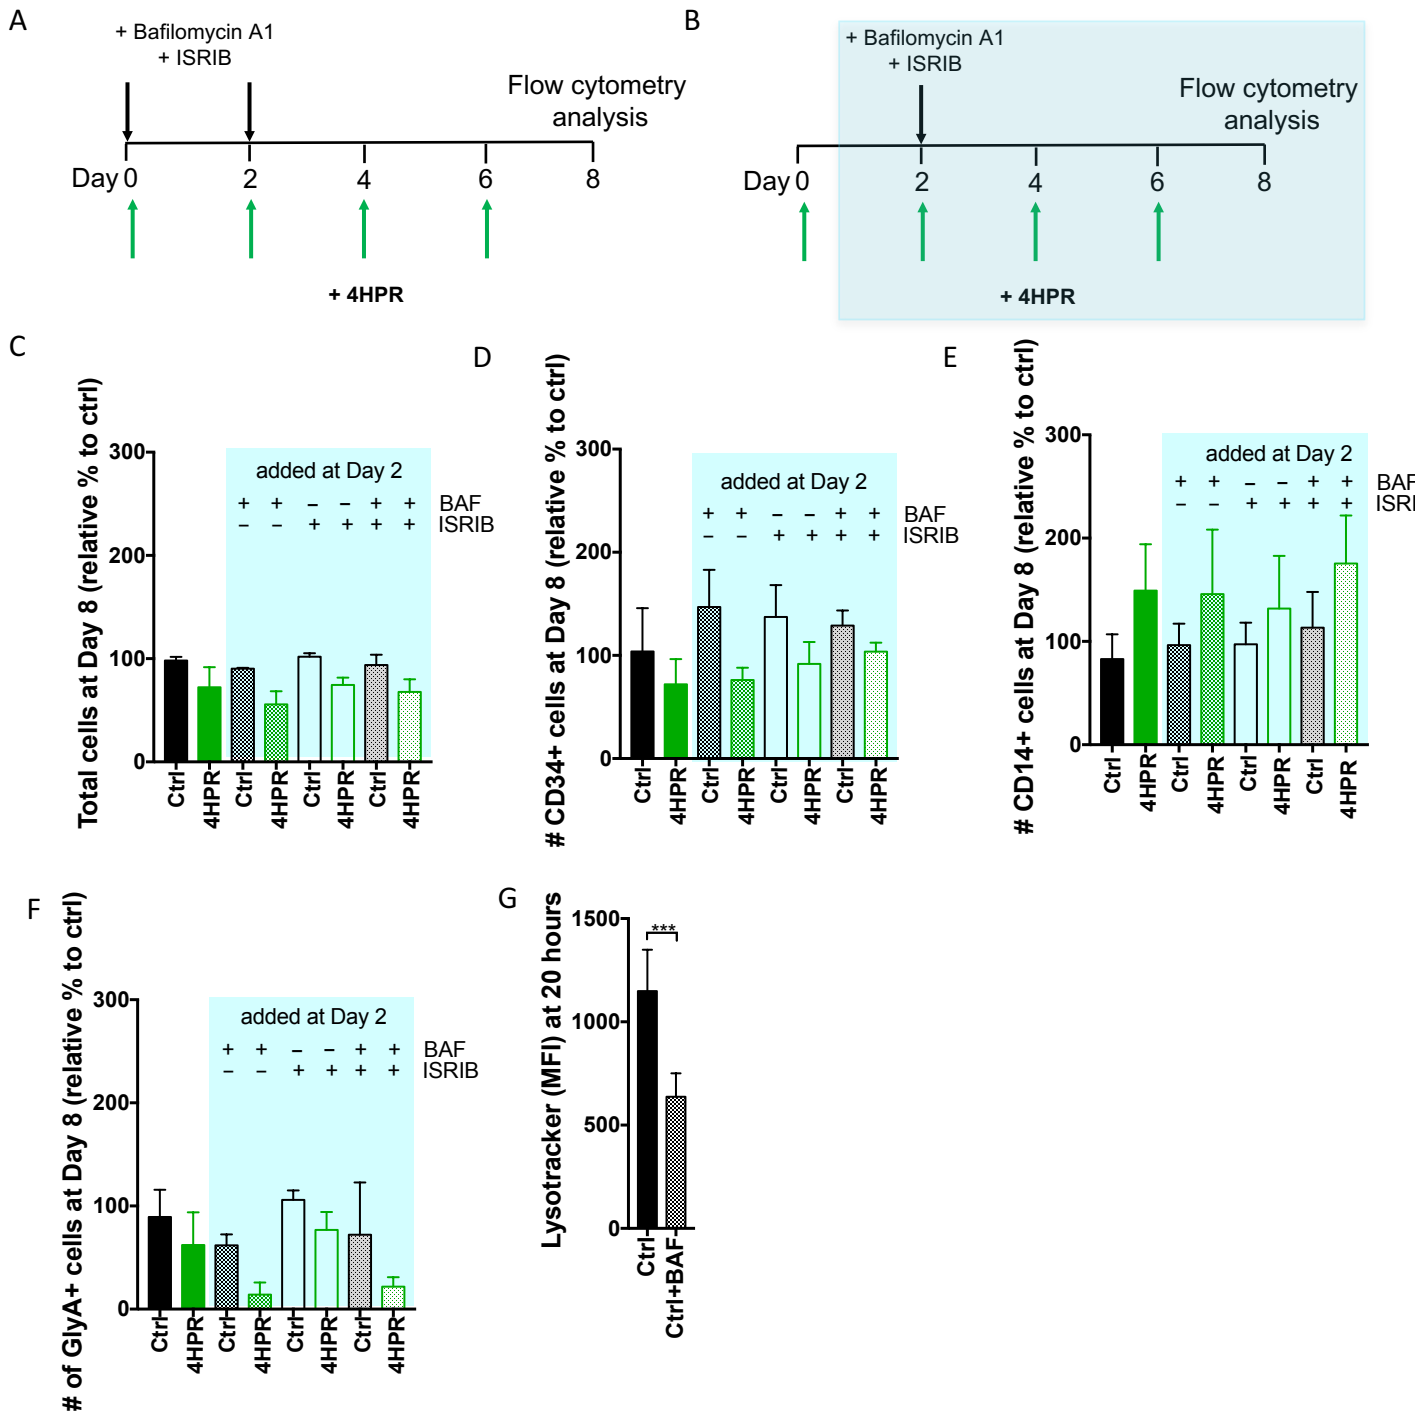 A
+ Bafilomycin A1
+ ISRIB
Flow cytometry
analysis
Day 0 2 4 6 8
+ 4HPR
B
+ Bafilomycin A1
+ ISRIB
Flow cytometry
analysis
Day 0 2 4 6 8
+ 4HPR
C
Total cells at Day 8 (relative % to ctrl)
300
200
100
0
added at Day 2
+ + – – + + BAF
– – + + + + ISRIB
Ctrl 4HPR Ctrl 4HPR Ctrl 4HPR Ctrl 4HPR
D
# CD34+ cells at Day 8 (relative % to ctrl)
300
200
100
0
added at Day 2
+ + – – + + BAF
– – + + + + ISRIB
Ctrl 4HPR Ctrl 4HPR Ctrl 4HPR Ctrl 4HPR
E
# CD14+ cells at Day 8 (relative % to ctrl)
300
200
100
0
added at Day 2
+ + – – + + BAF
– – + + + + ISRI
Ctrl 4HPR Ctrl 4HPR Ctrl 4HPR Ctrl 4HPR
F
# of GlyA+ cells at Day 8 (relative % to ctrl)
300
200
100
0
added at Day 2
+ + – – + + BAF
– – + + + + ISRIB
Ctrl 4HPR Ctrl 4HPR Ctrl 4HPR Ctrl 4HPR
G
Lysotracker (MFI) at 20 hours
1500
1000
500
0
***
Ctrl Ctrl+BAF